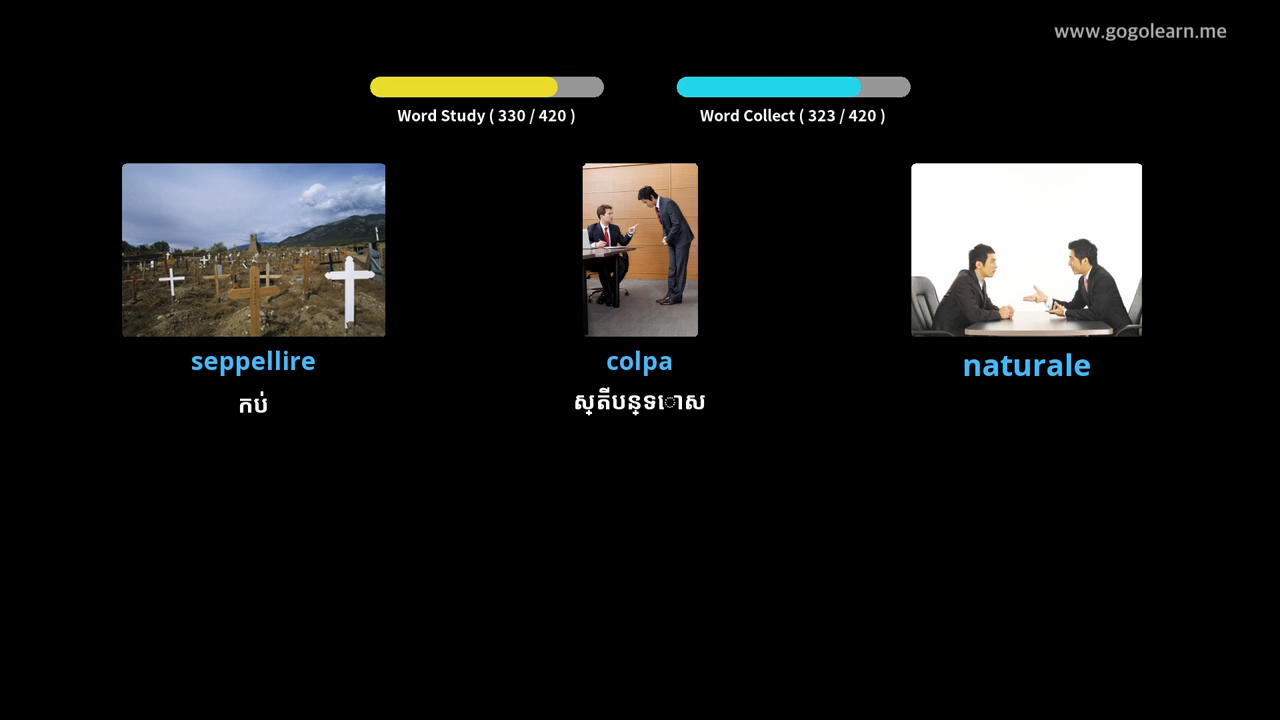 www.gogolearn.me
Word Study ( 330 / 420 )
Word Collect ( 323 / 420 )
seppellire
colpa
naturale
កប់
ស្តីបន្ទោស